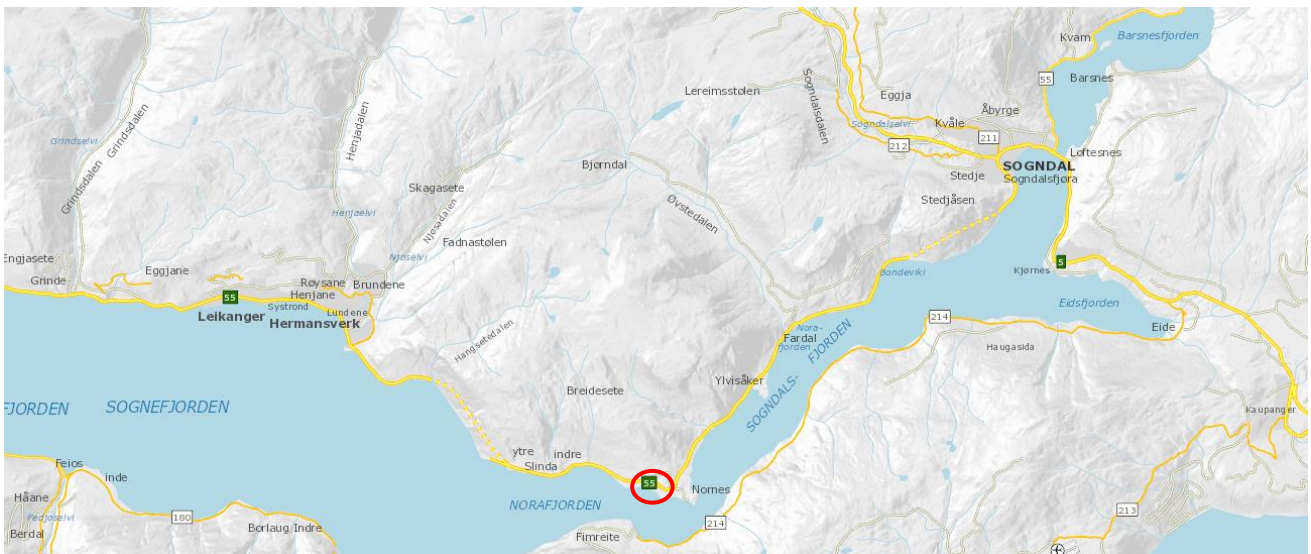 Kvam
Barsnesfjorden
55
Barsnes
Lereimsstølen
Sogndalsdalen
Eggja
Åbyrge
Sogndalselvi
Kvåle
211
212
Loftesnes
SOGNDAL
Sogndalsfjøra
Stedje
Stedjåsen
Grindselvi
Grindsdalen
Grindsdalen
Henjadalen
Bjørndal
Skagasete
Øvstedalen
Henjaelvi
Njøsadalen
Fadnastølen
Njøsaelvi
Engjasete
Grinde
Eggjane
Røysane
Brundene
Henjane
55
Systrond
Lundene
Leikanger
Hermansverk
Bondeviki
Kjørnes
5
Eidsfjorden
Eide
214
Haugasida
Nora-
fjorden
Fardal
SOGNDALS-
FJORDEN
Hangsetedalen
Ylvisåker
Breidesete
FJORDEN
SOGNEFJORDEN
Kaupanger
ytre
indre
Slinda
Feios
inde
55
Nornes
NORAFJORDEN
Håane
Fedjoselvi
Berdal
180
Borlaug Indre
214
Fimreite
213